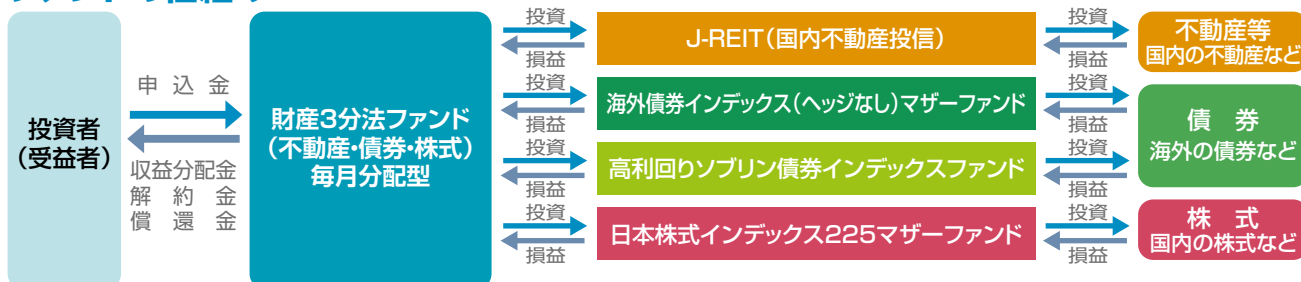 投資者
（受益者）
申込金
収益分配金
解約金
償還金
財産3分法ファンド
（不動産・債券・株式）
毎月分配型
投資
損益
J-REIT（国内不動産投信）
投資
損益
不動産等
国内の不動産など
投資
損益
海外債券インデックス（ヘッジなし）マザーファンド
投資
損益
投資
損益
高利回りソブリン債券インデックスファンド
投資
損益
債券
海外の債券など
投資
損益
日本株式インデックス225マザーファンド
投資
損益
株式
国内の株式など